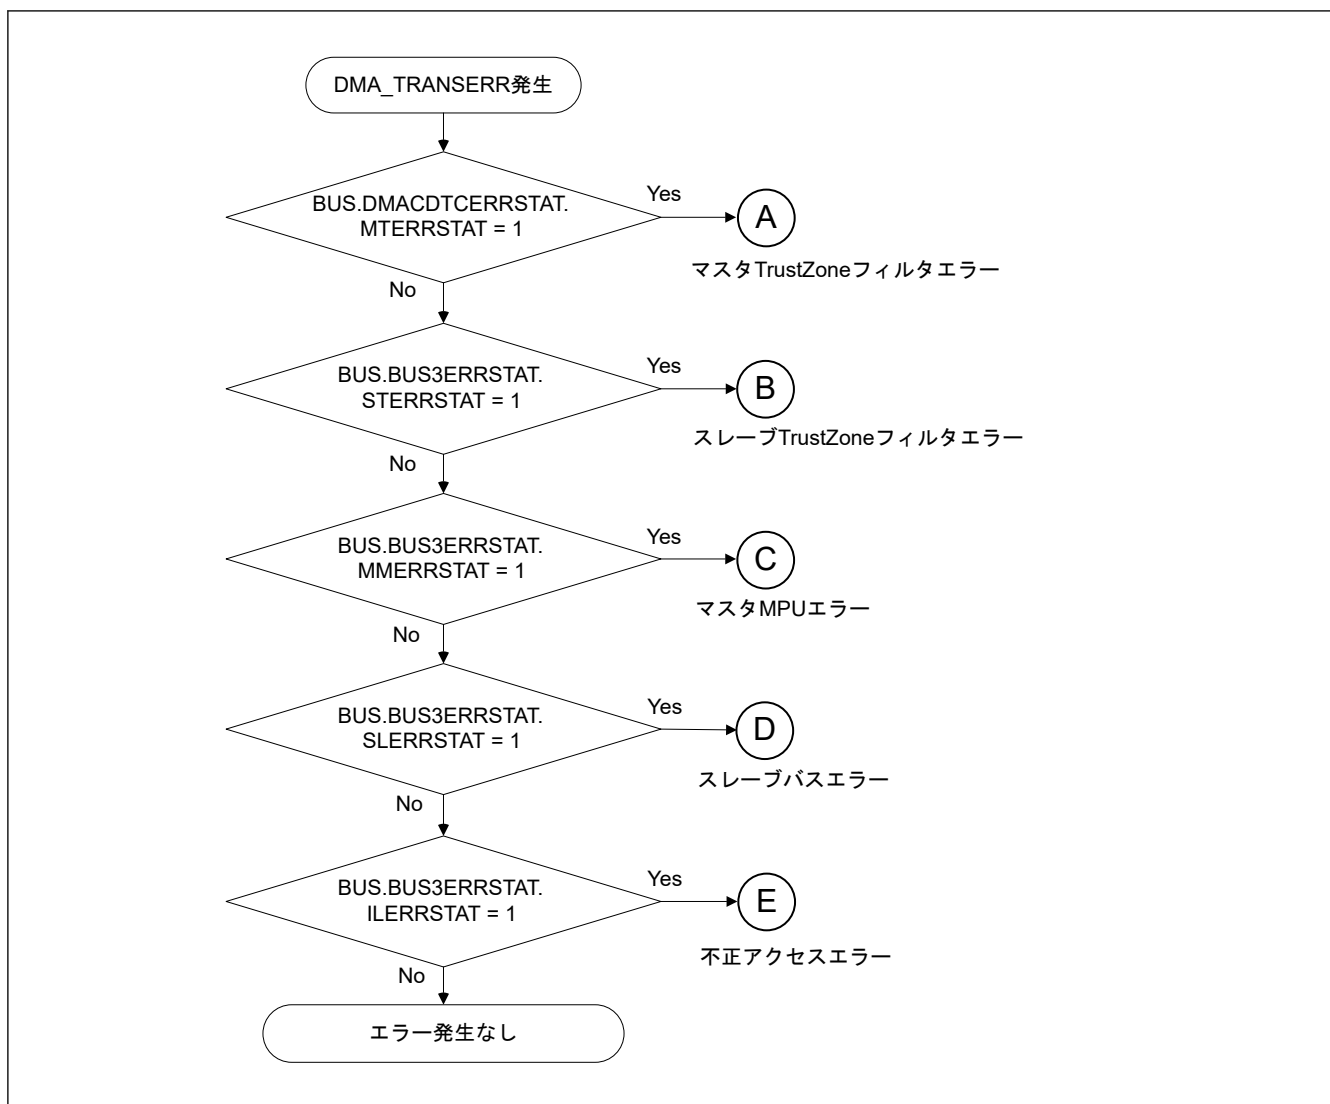 DMA_TRANSERR発生
BUS.DMACDTCERRSTAT.
MTERRSTAT = 1
Yes
A
マスタTrustZoneフィルタエラー
No
BUS.BUS3ERRSTAT.
STERRSTAT = 1
Yes
B
スレーブTrustZoneフィルタエラー
No
BUS.BUS3ERRSTAT.
MMERRSTAT = 1
Yes
C
マスタMPUエラー
No
BUS.BUS3ERRSTAT.
SLERRSTAT = 1
Yes
D
スレーブバスエラー
No
BUS.BUS3ERRSTAT.
ILERRSTAT = 1
Yes
E
不正アクセスエラー
No
エラー発生なし